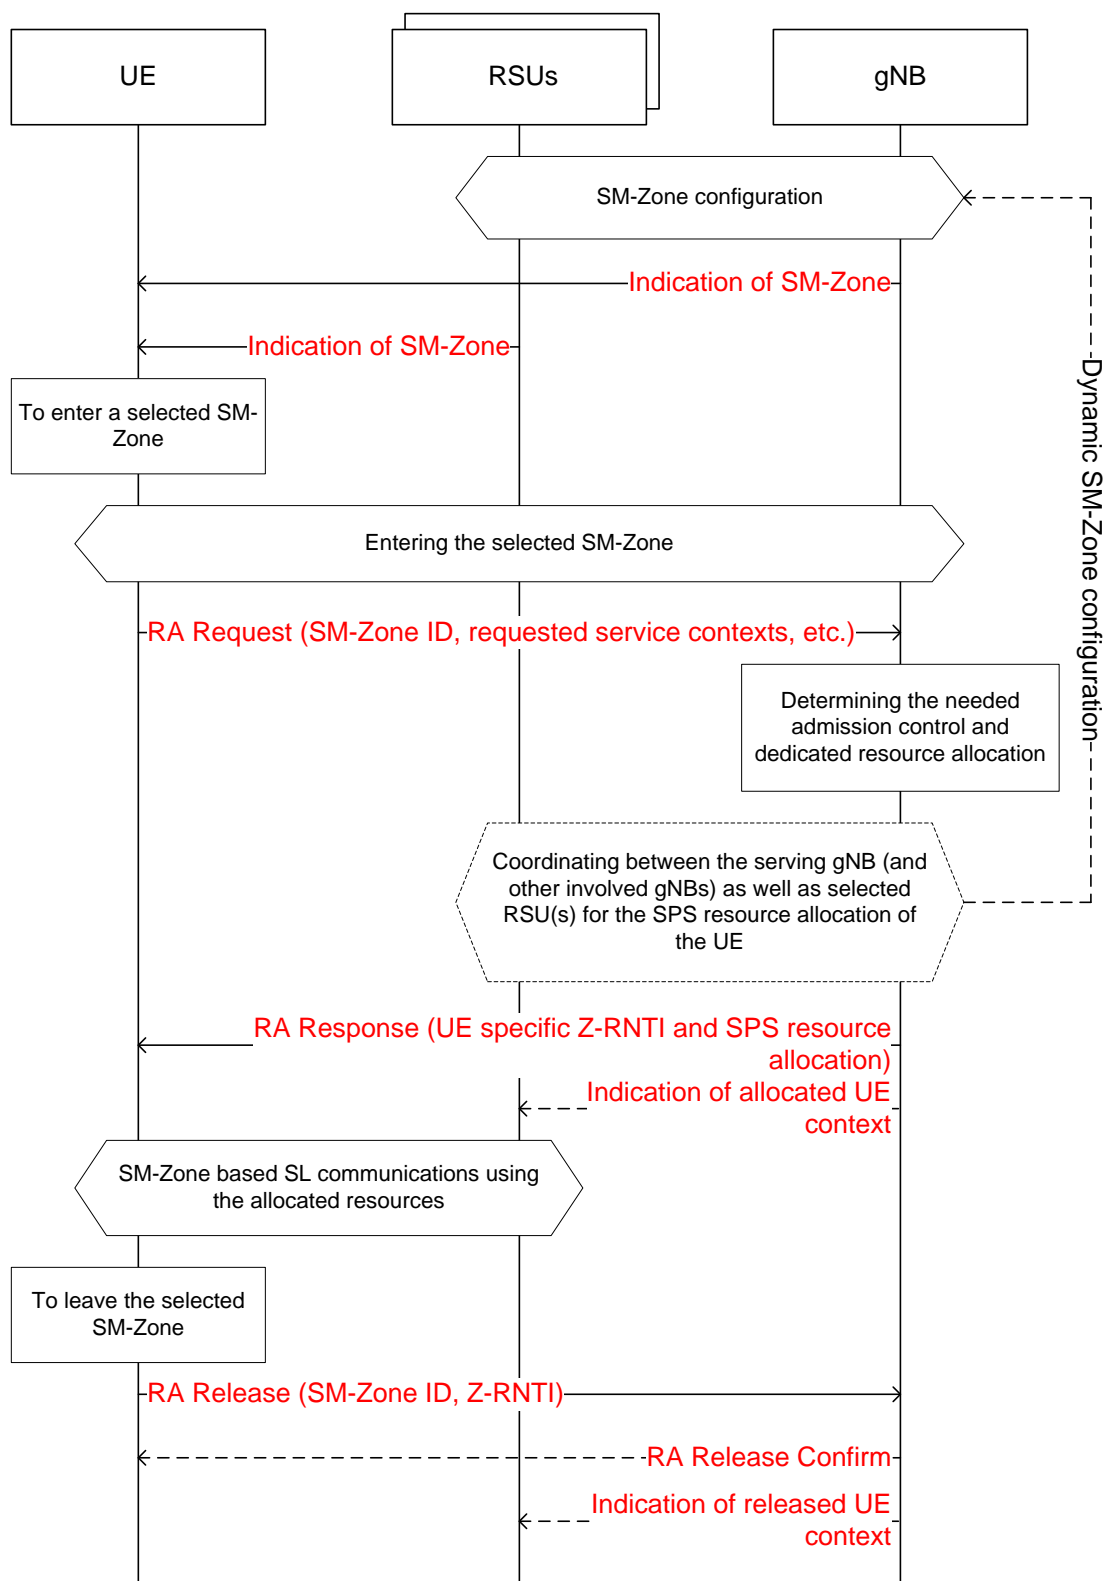 UE
RSUs
gNB
SM-Zone configuration
Indication of SM-Zone
Indication of SM-Zone
To enter a selected SM-
Zone
Entering the selected SM-Zone
RA Request (SM-Zone ID, requested service contexts, etc.)
Determining the needed
admission control and
dedicated resource allocation
Dynamic SM-Zone configuration
Coordinating between the serving gNB (and
other involved gNBs) as well as selected
RSU(s) for the SPS resource allocation of
the UE
RA Response (UE specific Z-RNTI and SPS resource
allocation)
Indication of allocated UE
context
SM-Zone based SL communications using
the allocated resources
To leave the selected
SM-Zone
RA Release (SM-Zone ID, Z-RNTI)
RA Release Confirm
Indication of released UE
context